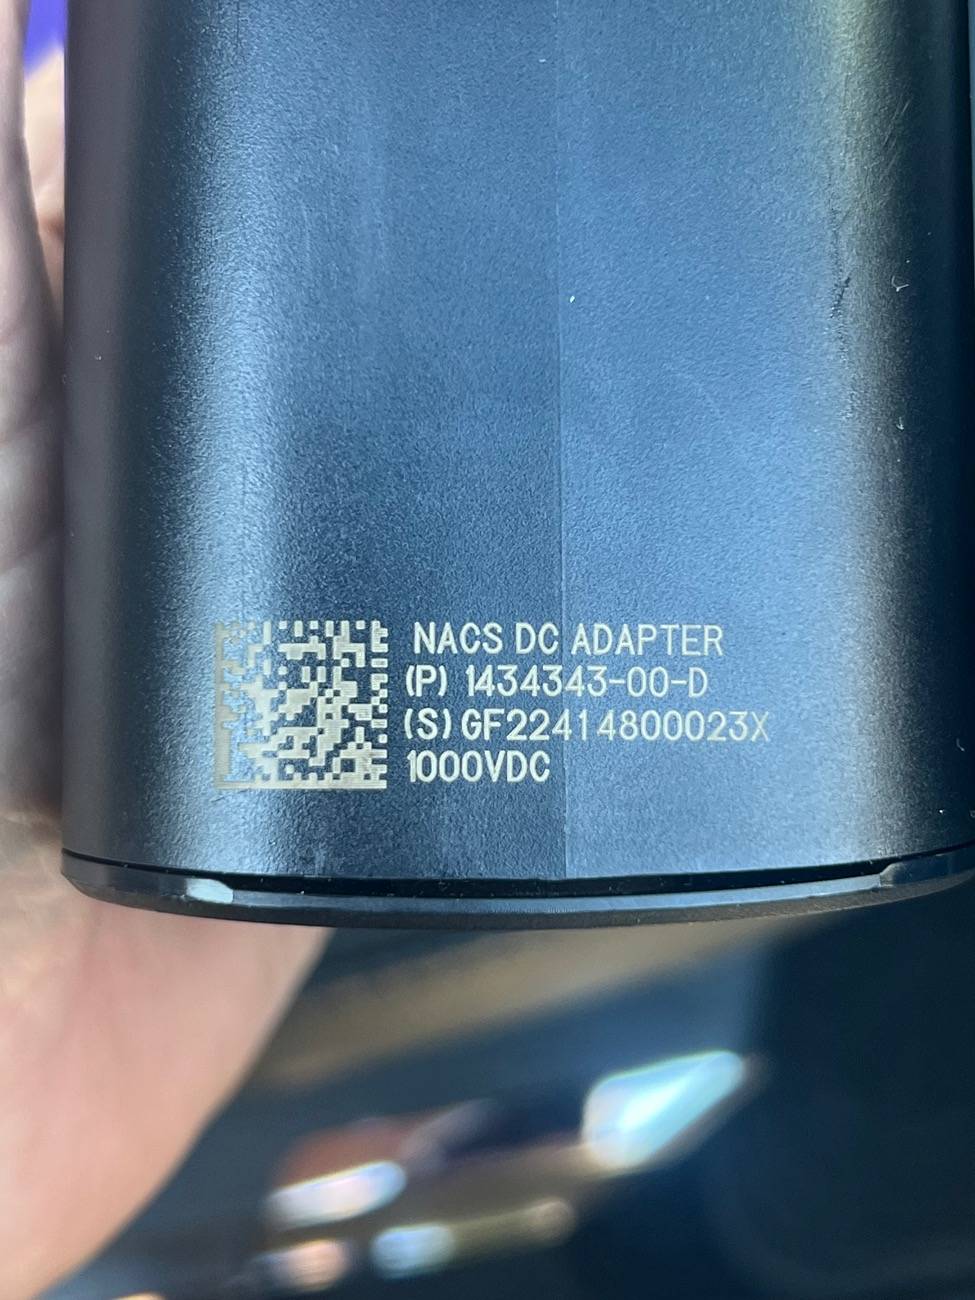 NACS DC ADAPTER
(P) 1434343-00-D
(S) GF22414800023X
1000VDC